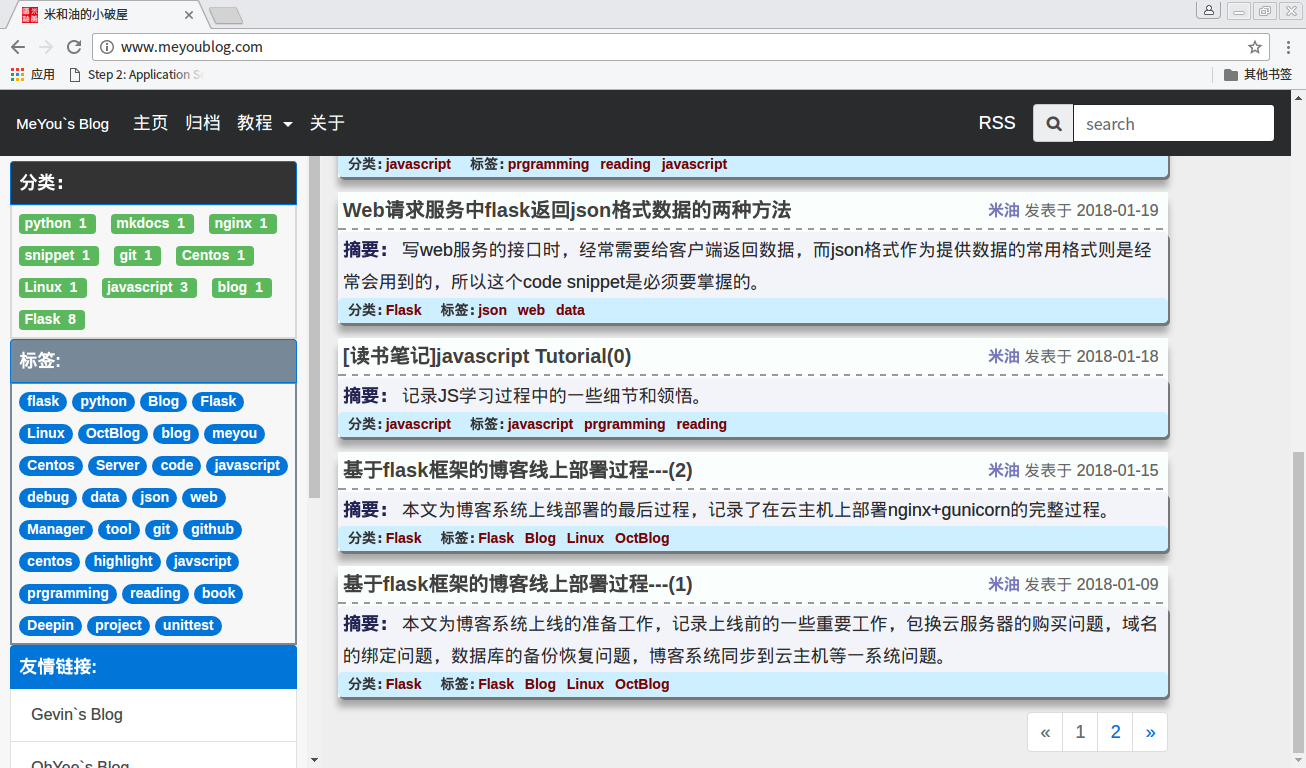 米和油的小破屋
www.meyoublog.com
应用 Step 2: Application Se 其他书签
MeYou`s Blog 主页 归档 教程 关于 RSS search
分类:
python 1 mkdocs 1 nginx 1
snippet 1 git 1 Centos 1
Linux 1 javascript 3 blog 1
Flask 8
标签:
flask python Blog Flask
Linux OctBlog blog meyou
Centos Server code javascript
debug data json web
Manager tool git github
centos highlight javscript
prgramming reading book
Deepin project unittest
友情链接:
Gevin`s Blog
OhYee`s Blog
分类:javascript 标签:prgramming reading javascript
Web请求服务中flask返回json格式数据的两种方法 米油 发表于 2018-01-19
摘要： 写web服务的接口时，经常需要给客户端返回数据，而json格式作为提供数据的常用格式则是经
常会用到的，所以这个code snippet是必须要掌握的。
分类:Flask 标签:json web data
[读书笔记]javascript Tutorial(0) 米油 发表于 2018-01-18
摘要： 记录JS学习过程中的一些细节和领悟。
分类:javascript 标签:javascript prgramming reading
基于flask框架的博客线上部署过程---(2) 米油 发表于 2018-01-15
摘要： 本文为博客系统上线部署的最后过程，记录了在云主机上部署nginx+gunicorn的完整过程。
分类:Flask 标签:Flask Blog Linux OctBlog
基于flask框架的博客线上部署过程---(1) 米油 发表于 2018-01-09
摘要： 本文为博客系统上线的准备工作，记录上线前的一些重要工作，包换云服务器的购买问题，域名
的绑定问题，数据库的备份恢复问题，博客系统同步到云主机等一系统问题。
分类:Flask 标签:Flask Blog Linux OctBlog
« 1 2 »